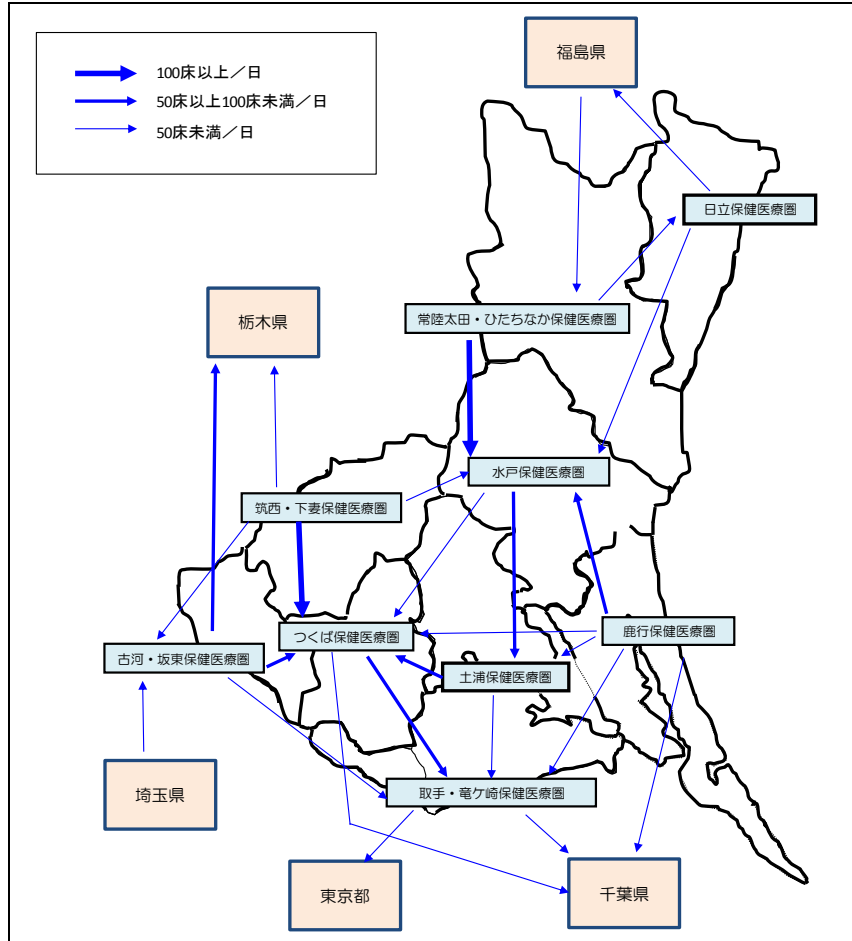 100床以上/日
50床以上100床未満/日
50床未満/日
福島県
日立保健医療圏
栃木県
常陸太田・ひたちなか保健医療圏
水戸保健医療圏
筑西・下妻保健医療圏
つくば保健医療圏
鹿行保健医療圏
古河・坂東保健医療圏
土浦保健医療圏
埼玉県
取手・竜ケ崎保健医療圏
東京都
千葉県